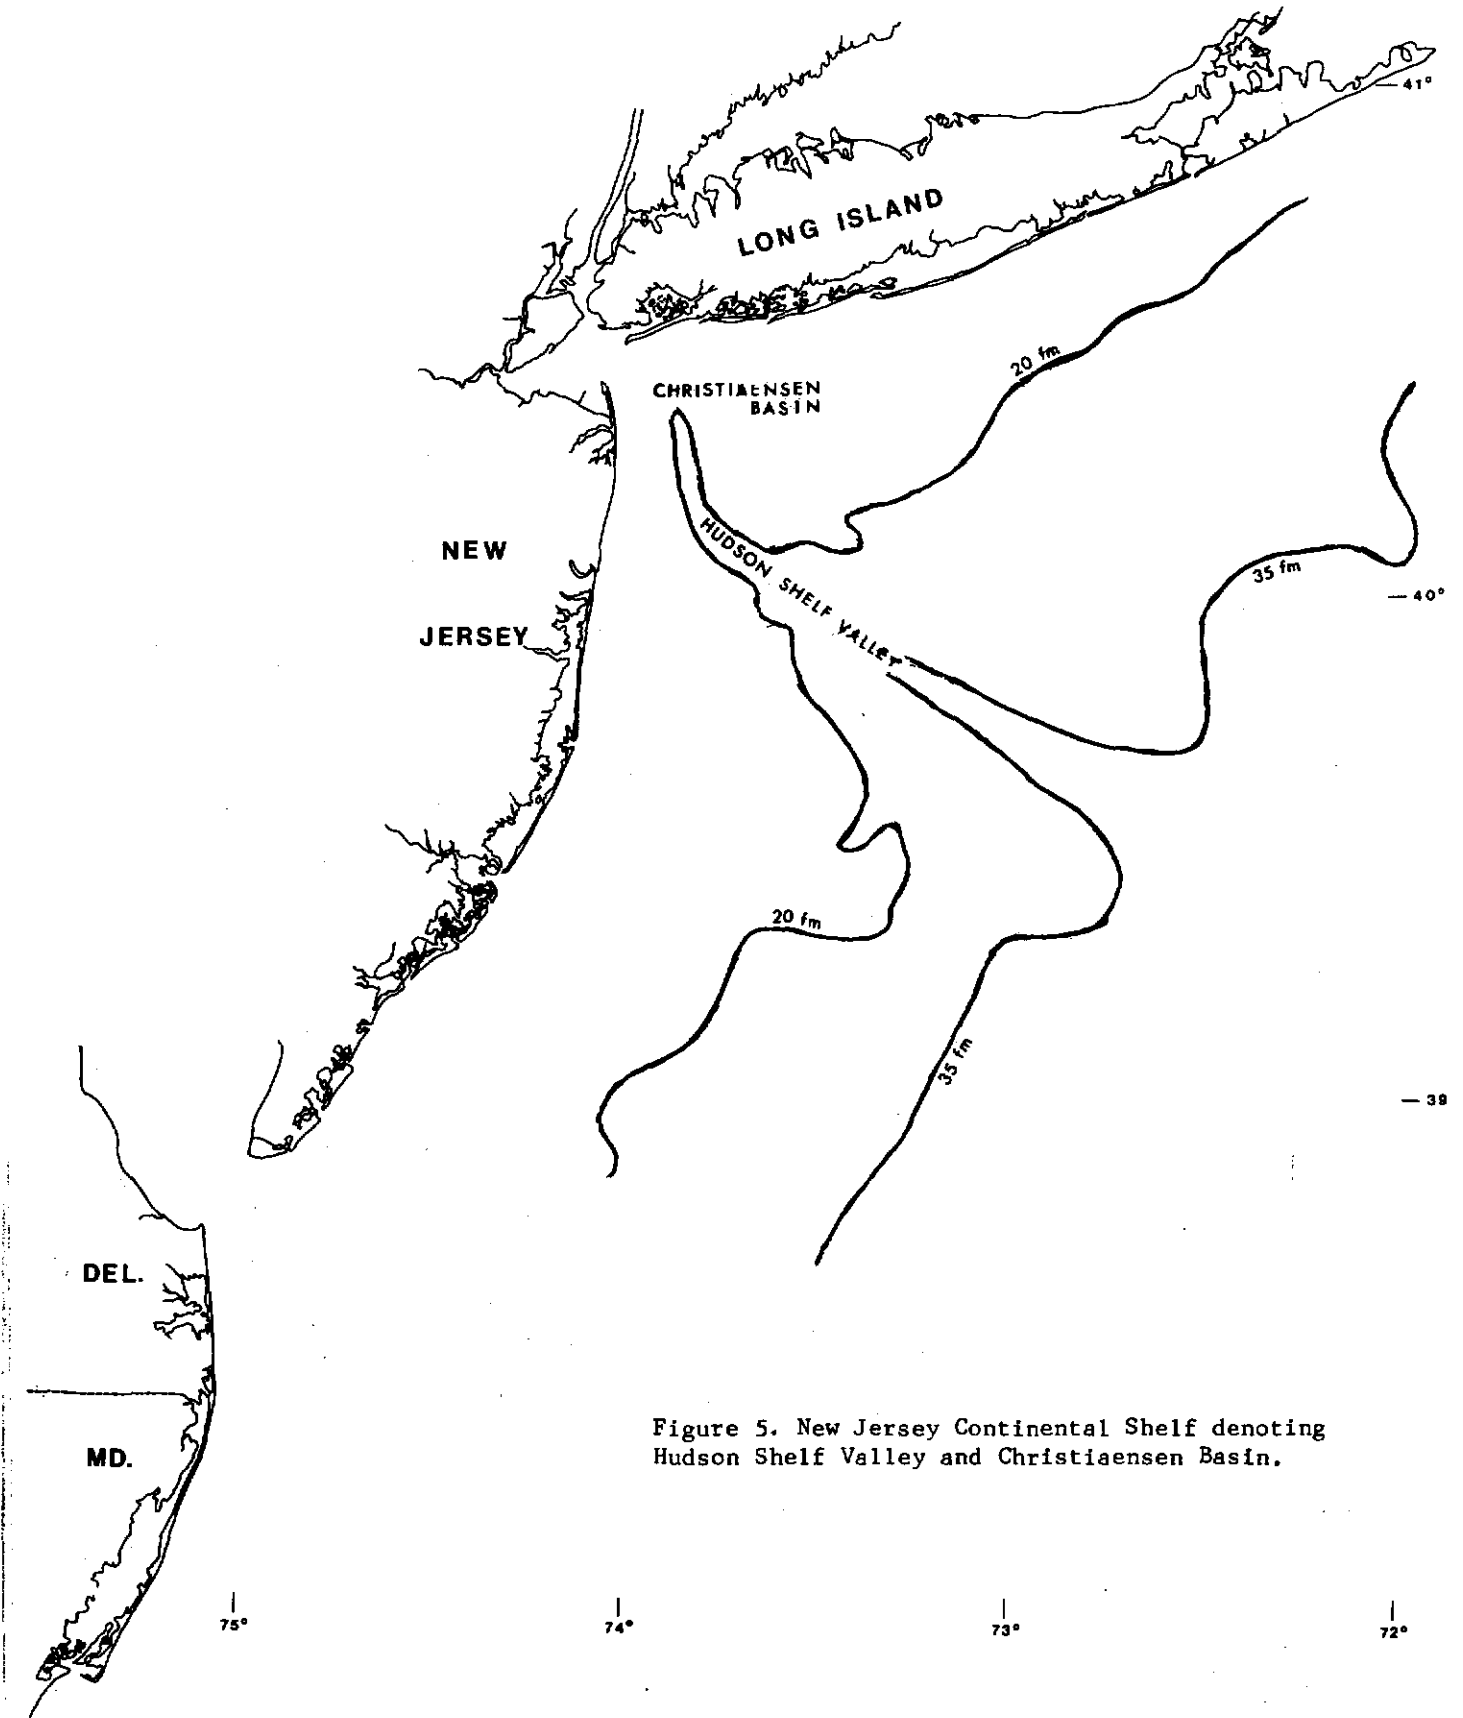 41°
LONG ISLAND
20 fm
CHRISTIAENSEN
BASIN
HUDSON SHELF VALLEY
NEW
35 fm
40°
JERSEY
20 fm
35 fm
39
DEL.
Figure 5. New Jersey Continental Shelf denoting
Hudson Shelf Valley and Christiaensen Basin.
MD.
75°
74°
73°
72°